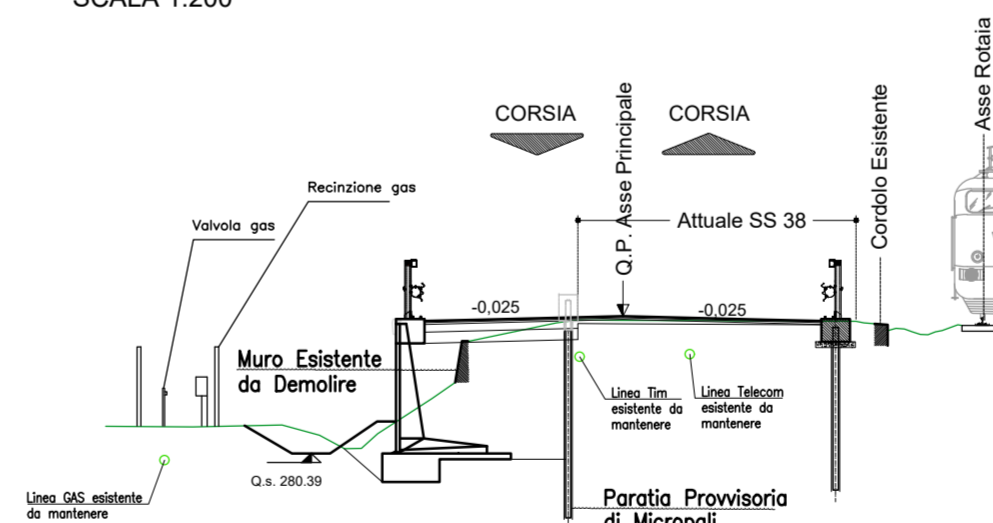 SCALA 1:200
CORSIA
CORSIA
Q.P. Asse Principale
Cordolo Esistente
Asse Rotaia
Recinzione gas
Valvola gas
Attuale SS 38
-0,025
-0,025
Muro Esistente
da Demolire
Linea Tim
esistente da
mantenere
Linea Telecom
esistente da
mantenere
Q.s. 280.39
Linea GAS esistente
da mantenere
Paratia Provvisoria
di Micropali